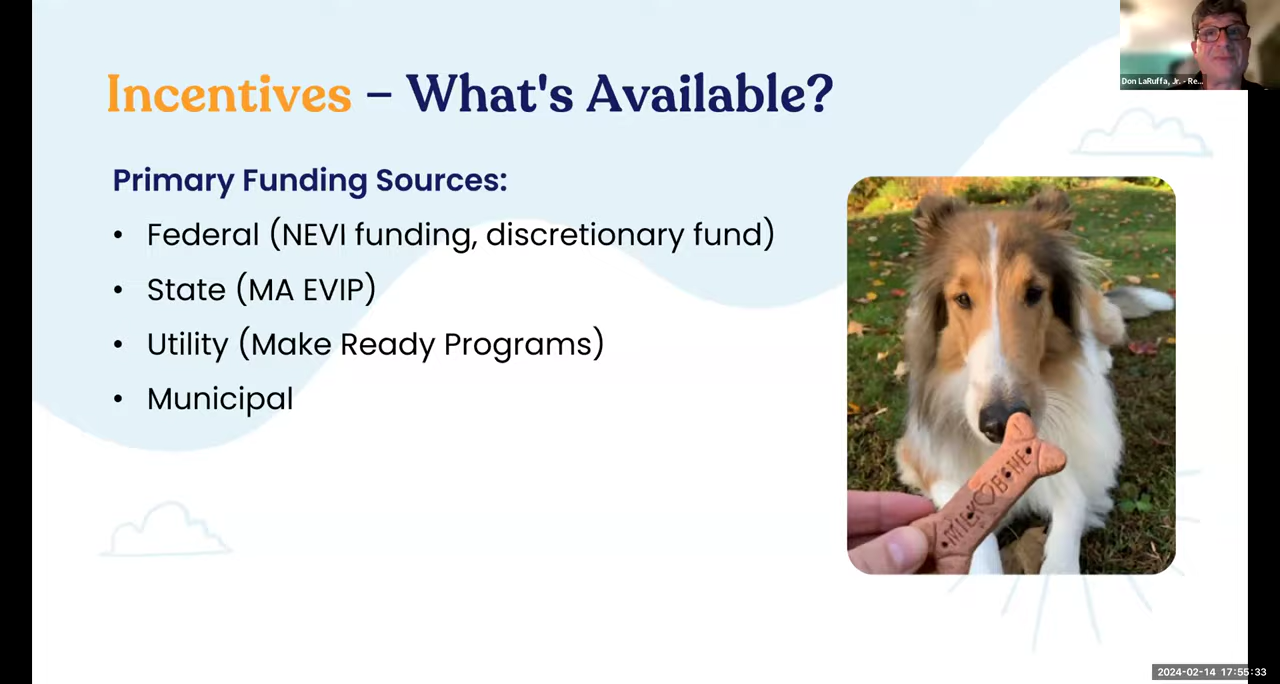 Incentives – What's Available?
Don LaRuffa, Jr. - Re...
Primary Funding Sources:
• Federal (NEVI funding, discretionary fund)
• State (MA EVIP)
• Utility (Make Ready Programs)
• Municipal
MILK BONE
2024-02-14 17:55:33